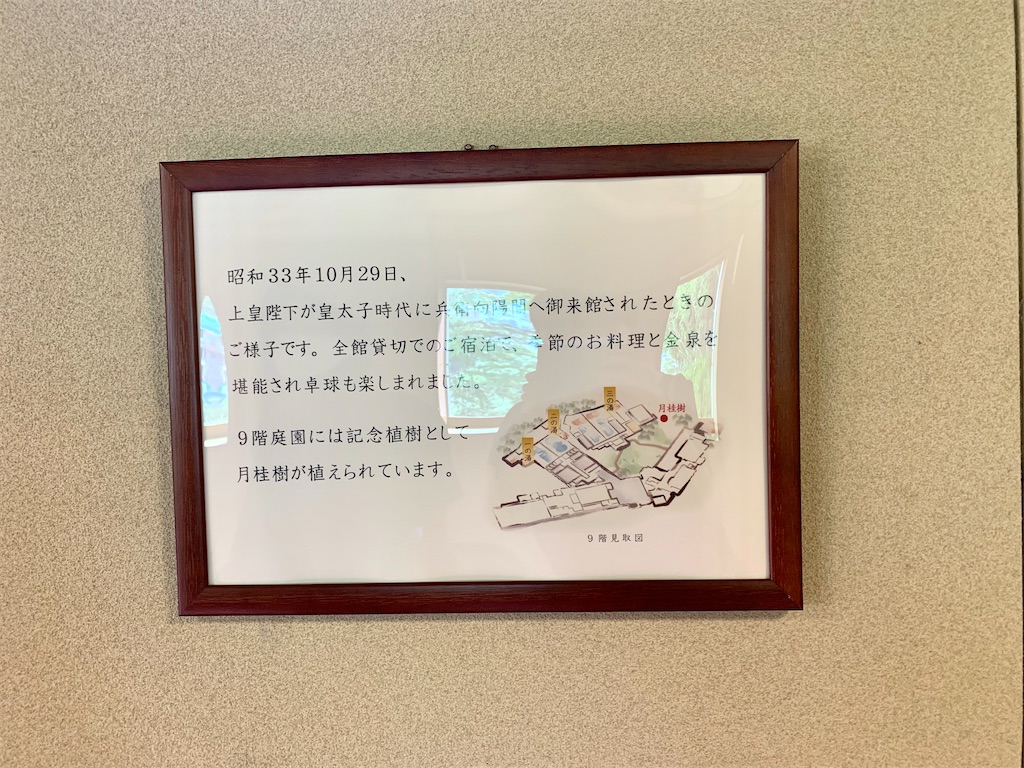 昭和33年10月29日、
上皇陛下が皇太子時代に兵衛向陽閣へ御来館されたときの
ご様子です。全館貸切でのご宿泊で、季節のお料理と金泉を
堪能され卓球も楽しまれました。
9階庭園には記念植樹として
月桂樹が植えられています。
三の湯
月桂樹
二の湯
一の湯
9階見取図